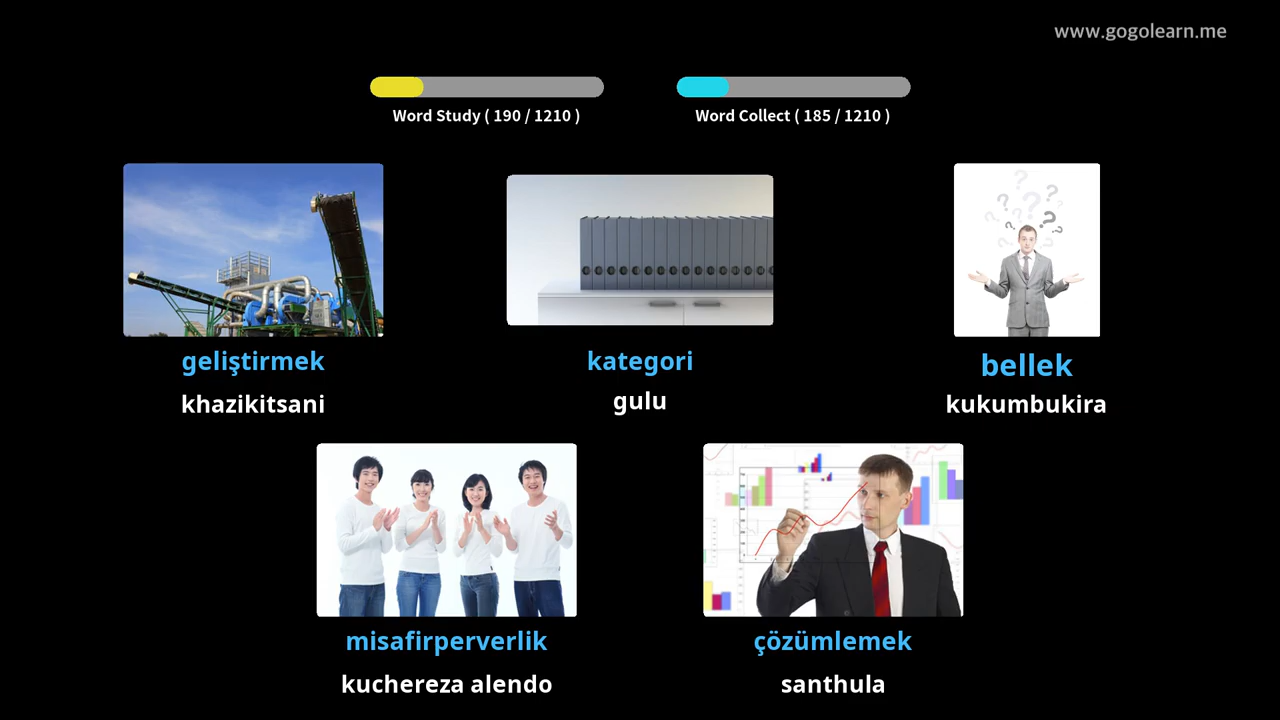 www.gogolearn.me
Word Study ( 190 / 1210 )
Word Collect ( 185 / 1210 )
geliştirmek
khazikitsani
kategori
gulu
bellek
kukumbukira
misafirperverlik
kuchereza alendo
çözümlemek
santhula